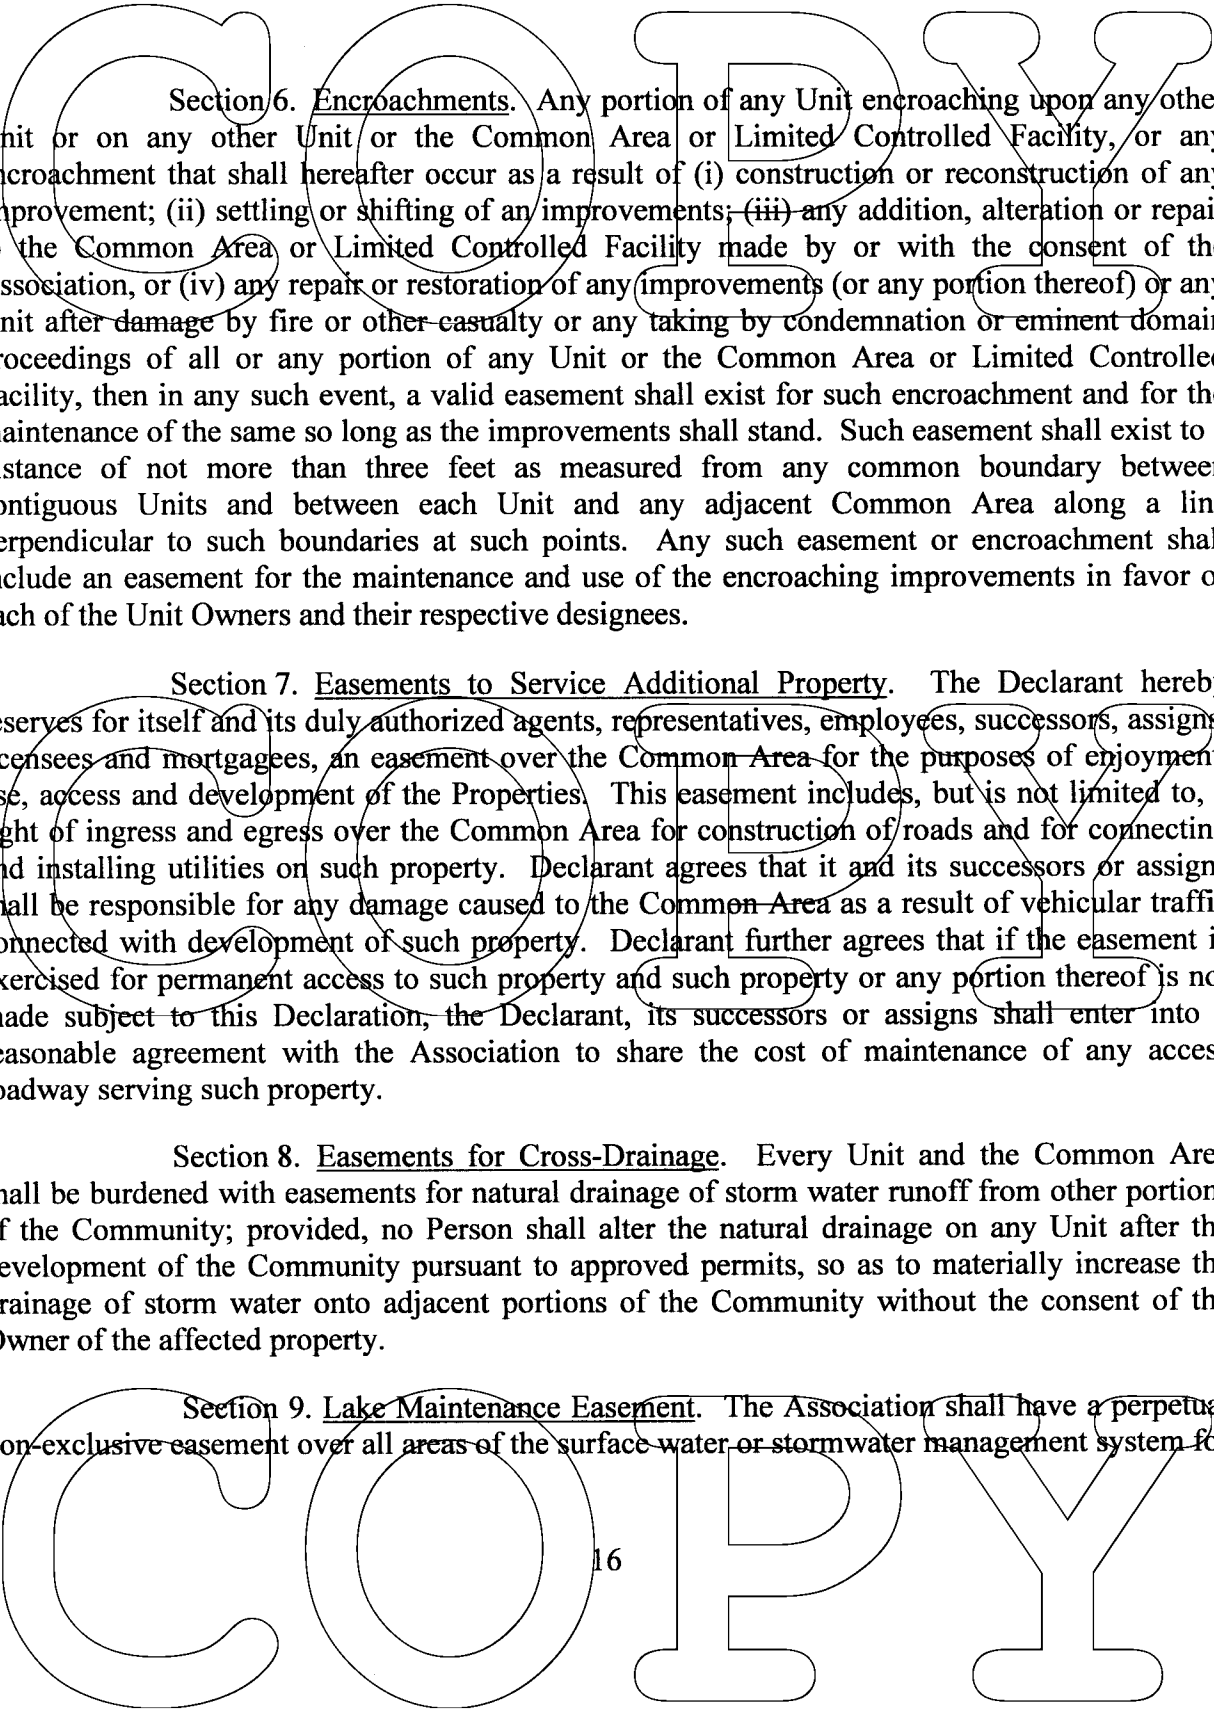 COPY
Section 6. Encroachments. Any portion of any Unit encroaching upon any othe
nit or on any other Unit or the Common Area or Limited Controlled Facility, or any
ncroachment that shall hereafter occur as a result of (i) construction or reconstruction of any
nprovement; (ii) settling or shifting of an improvements; (iii) any addition, alteration or repai
the Common Area or Limited Controlled Facility made by or with the consent of th
ssociation, or (iv) any repair or restoration of any improvements (or any portion thereof) or any
nit after damage by fire or other casualty or any taking by condemnation or eminent domain
roceedings of all or any portion of any Unit or the Common Area or Limited Controlled
acility, then in any such event, a valid easement shall exist for such encroachment and for the
aintenance of the same so long as the improvements shall stand. Such easement shall exist to
istance of not more than three feet as measured from any common boundary between
ontiguous Units and between each Unit and any adjacent Common Area along a lin
erpendicular to such boundaries at such points. Any such easement or encroachment shal
nclude an easement for the maintenance and use of the encroaching improvements in favor o
ach of the Unit Owners and their respective designees.
COPY
Section 7. Easements to Service Additional Property. The Declarant hereby
eserves for itself and its duly authorized agents, representatives, employees, successors, assigns
icensees and mortgagees, an easement over the Common Area for the purposes of enjoyment
se, access and development of the Properties. This easement includes, but is not limited to,
ight of ingress and egress over the Common Area for construction of roads and for connectin
nd installing utilities on such property. Declarant agrees that it and its successors or assign
hall be responsible for any damage caused to the Common Area as a result of vehicular traffi
onnected with development of such property. Declarant further agrees that if the easement i
xercised for permanent access to such property and such property or any portion thereof is no
nade subject to this Declaration, the Declarant, its successors or assigns shall enter into
easonable agreement with the Association to share the cost of maintenance of any acces
oadway serving such property.
Section 8. Easements for Cross-Drainage. Every Unit and the Common Are
hall be burdened with easements for natural drainage of storm water runoff from other portion
f the Community; provided, no Person shall alter the natural drainage on any Unit after th
evelopment of the Community pursuant to approved permits, so as to materially increase th
rainage of storm water onto adjacent portions of the Community without the consent of th
Owner of the affected property.
COPY
Section 9. Lake Maintenance Easement. The Association shall have a perpetua
on-exclusive easement over all areas of the surface water or stormwater management system fo
16